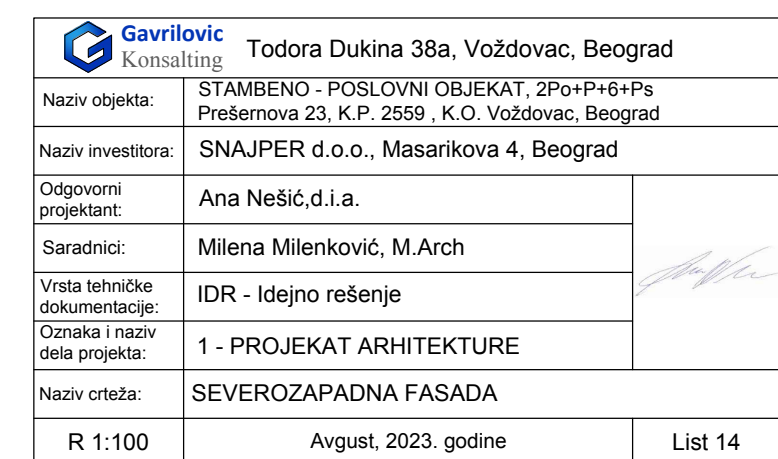 Gavrilovic
Konsalting
Todora Dukina 38a, Voždovac, Beograd
Naziv objekta:
STAMBENO - POSLOVNI OBJEKAT, 2Po+P+6+Ps
Prešernova 23, K.P. 2559 , K.O. Voždovac, Beograd
Naziv investitora:
SNAJPER d.o.o., Masarikova 4, Beograd
Odgovorni
projektant:
Ana Nešić,d.i.a.
Saradnici:
Milena Milenković, M.Arch
Vrsta tehničke
dokumentacije:
IDR - Idejno rešenje
Oznaka i naziv
dela projekta:
1 - PROJEKAT ARHITEKTURE
Naziv crteža:
SEVEROZAPADNA FASADA
R 1:100
Avgust, 2023. godine
List 14